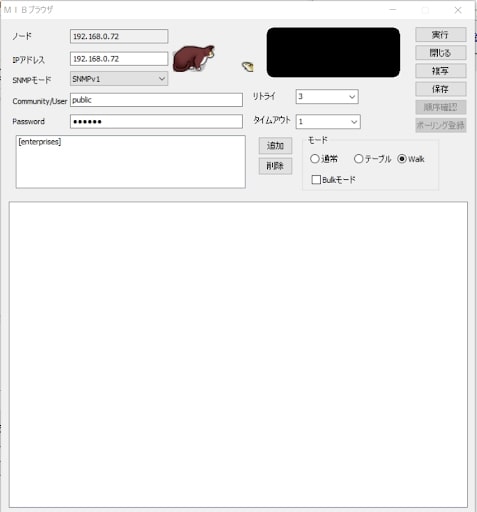 MIBブラウザ
ノード
192.168.0.72
実行
IPアドレス
192.168.0.72
閉じる
SNMPモード
SNMPv1
複写
Community/User
public
リトライ
3
保存
順序確認
Password
●●●●●●
タイムアウト
1
ポーリング登録
[enterprises]
追加
削除
モード
通常
テーブル
Walk
Bulkモード